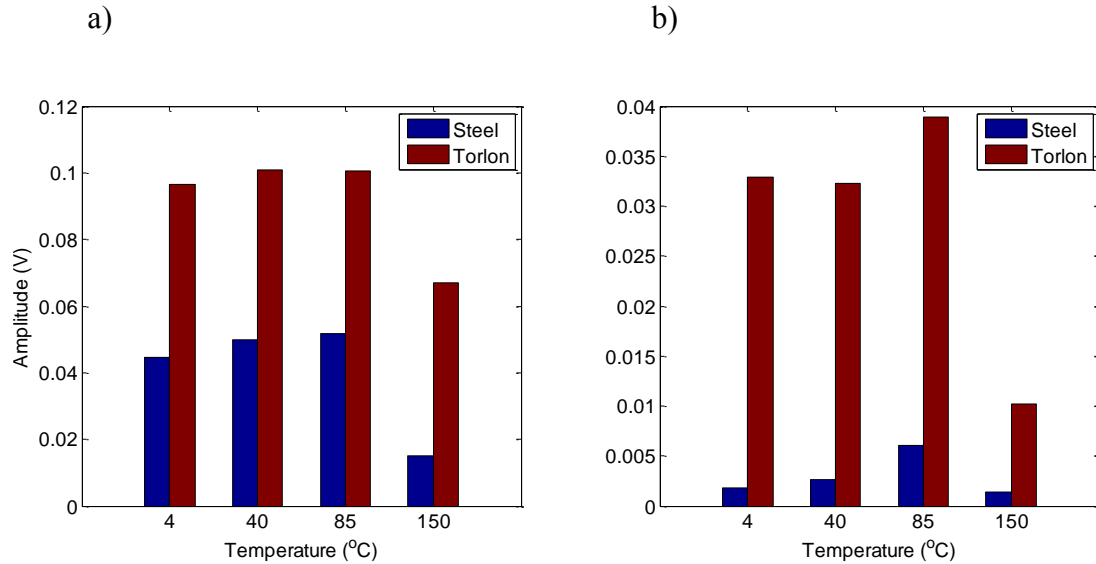 a)
b)
0.12
0.1
0.08
0.06
0.04
0.02
0
Amplitude (V)
4 40 85 150
Temperature (°C)
Steel
Torlon
0.04
0.035
0.03
0.025
0.02
0.015
0.01
0.005
0
4 40 85 150
Temperature (°C)
Steel
Torlon